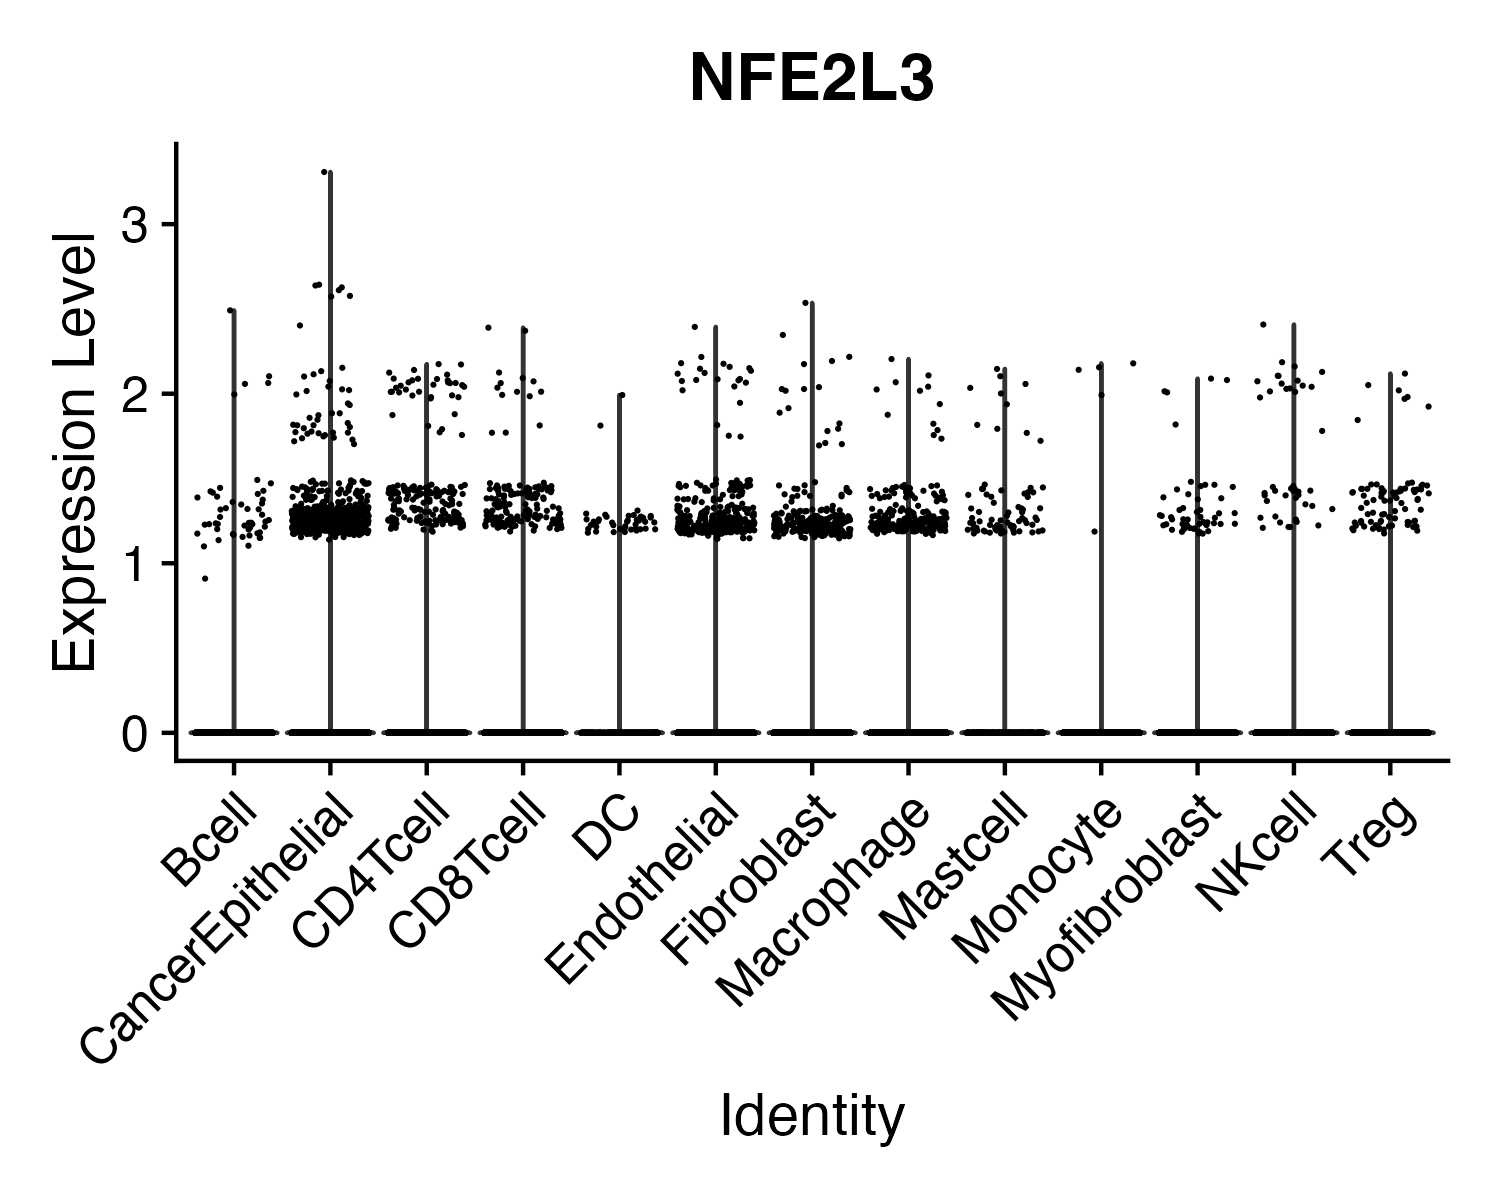 NFE2L3
Expression Level
3
2
1
0
Bcell
CancerEpithelial
CD4Tcell
CD8Tcell
DC
Endothelial
Fibroblast
Macrophage
Mastcell
Monocyte
Myofibroblast
NKcell
Treg
Identity